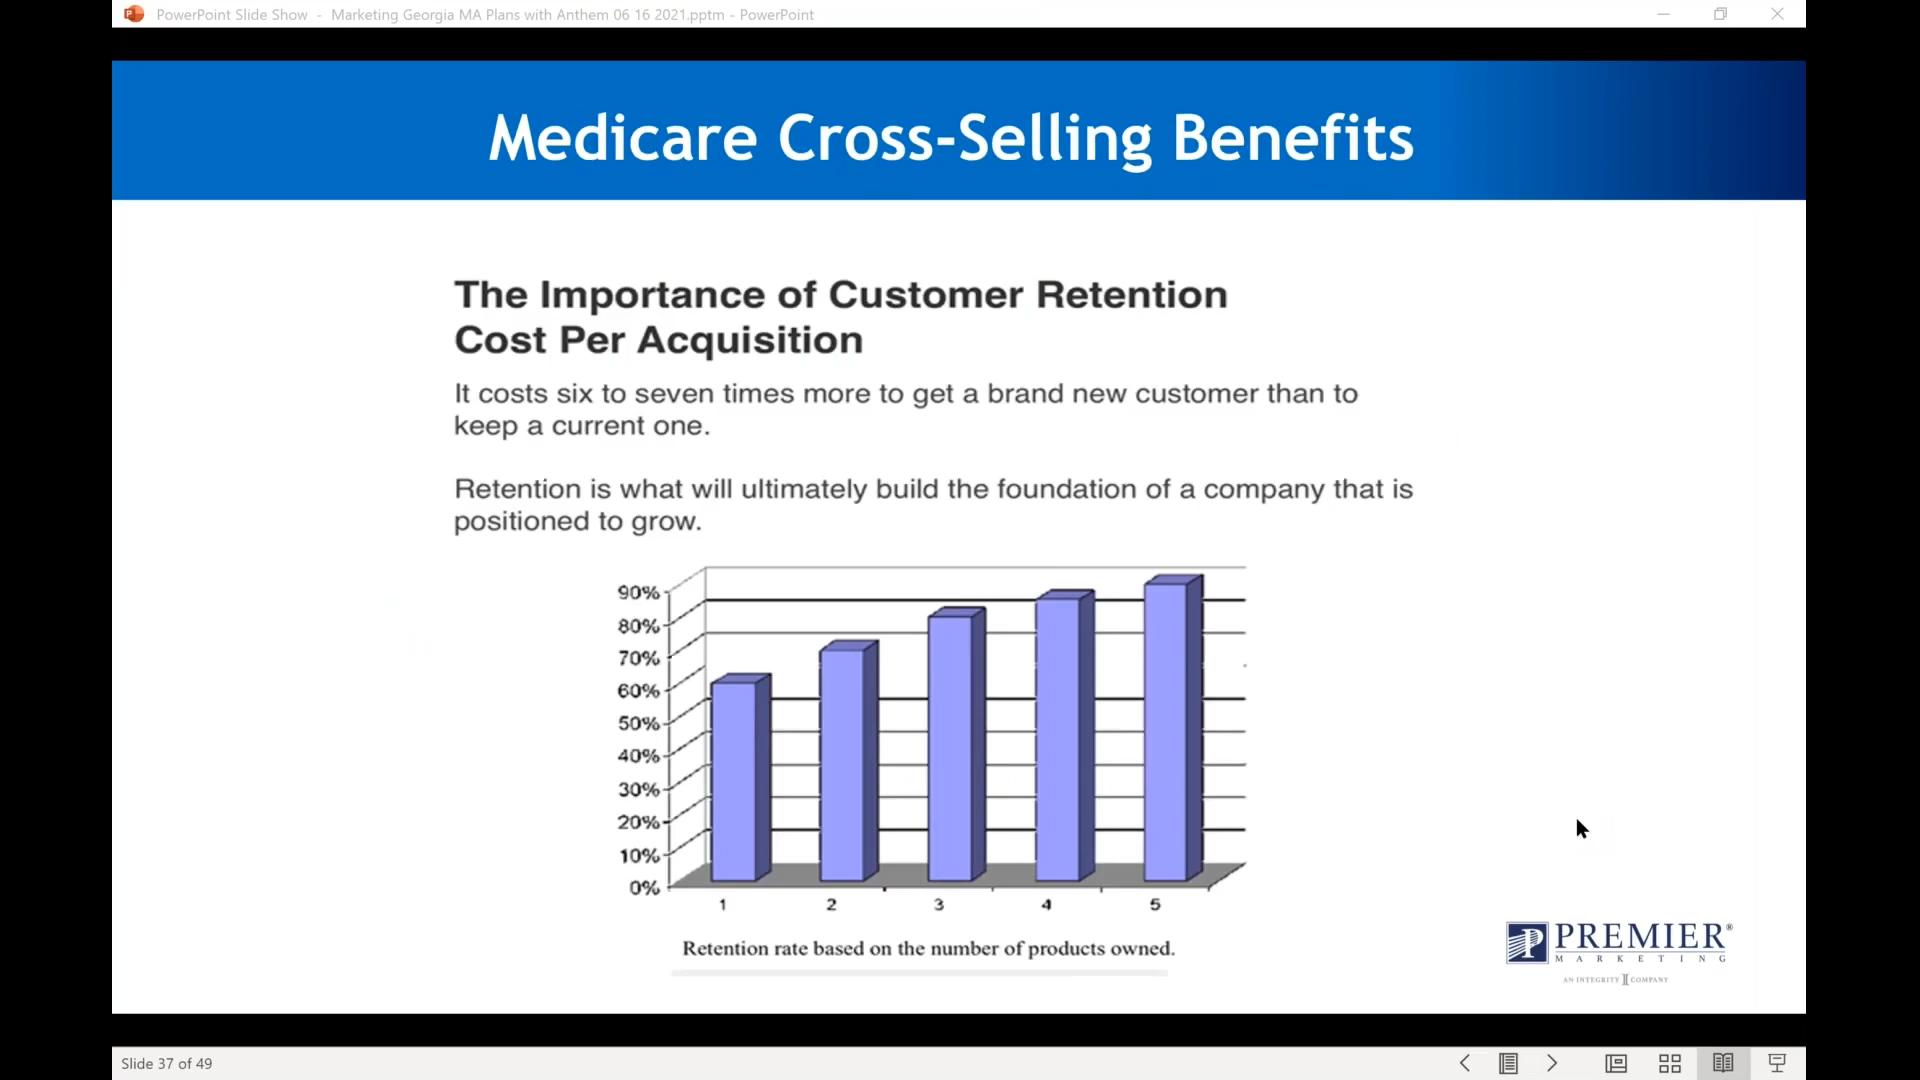 PowerPoint Slide Show - Marketing Georgia MA Plans with Anthem 06 16 2021.pptm - PowerPoint
Medicare Cross-Selling Benefits
The Importance of Customer Retention
Cost Per Acquisition
It costs six to seven times more to get a brand new customer than to
keep a current one.
Retention is what will ultimately build the foundation of a company that is
positioned to grow.
90%
80%
70%
60%
50%
40%
30%
20%
10%
0%
1 2 3 4 5
Retention rate based on the number of products owned.
PREMIER®
MARKETING
AN INTEGRITY COMPANY
Slide 37 of 49